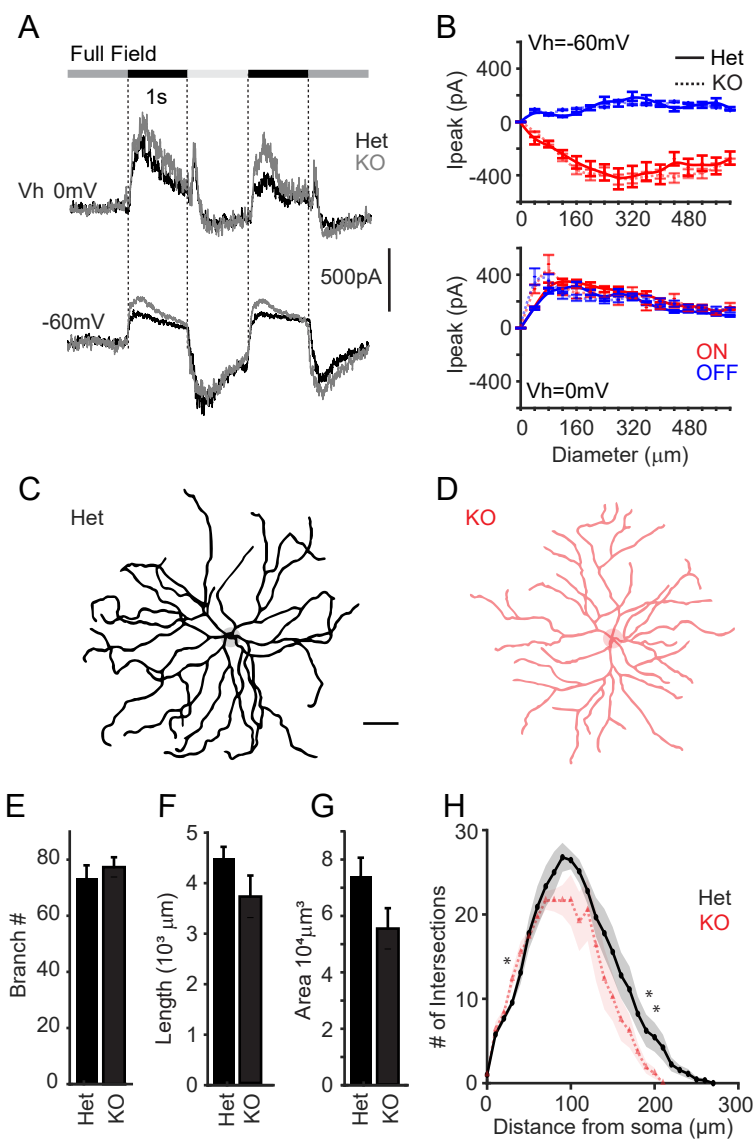 A
Full Field
1s
Het
KO
Vh 0mV
500pA
-60mV
B
Vh=-60mV
Het
KO
400
0
-400
Ipeak (pA)
0 160 320 480
400
0
-400
Ipeak (pA)
ON
OFF
Vh=0mV
0 160 320 480
Diameter (μm)
C
Het
D
KO
E
80
60
40
20
0
Branch #
Het
KO
F
5
4
3
2
1
0
Length (10³ μm)
Het
KO
G
8
6
4
2
0
Area 10⁴μm³
Het
KO
H
30
20
10
0
# of Intersections
Het
KO
*
*
*
0 100 200 300
Distance from soma (μm)